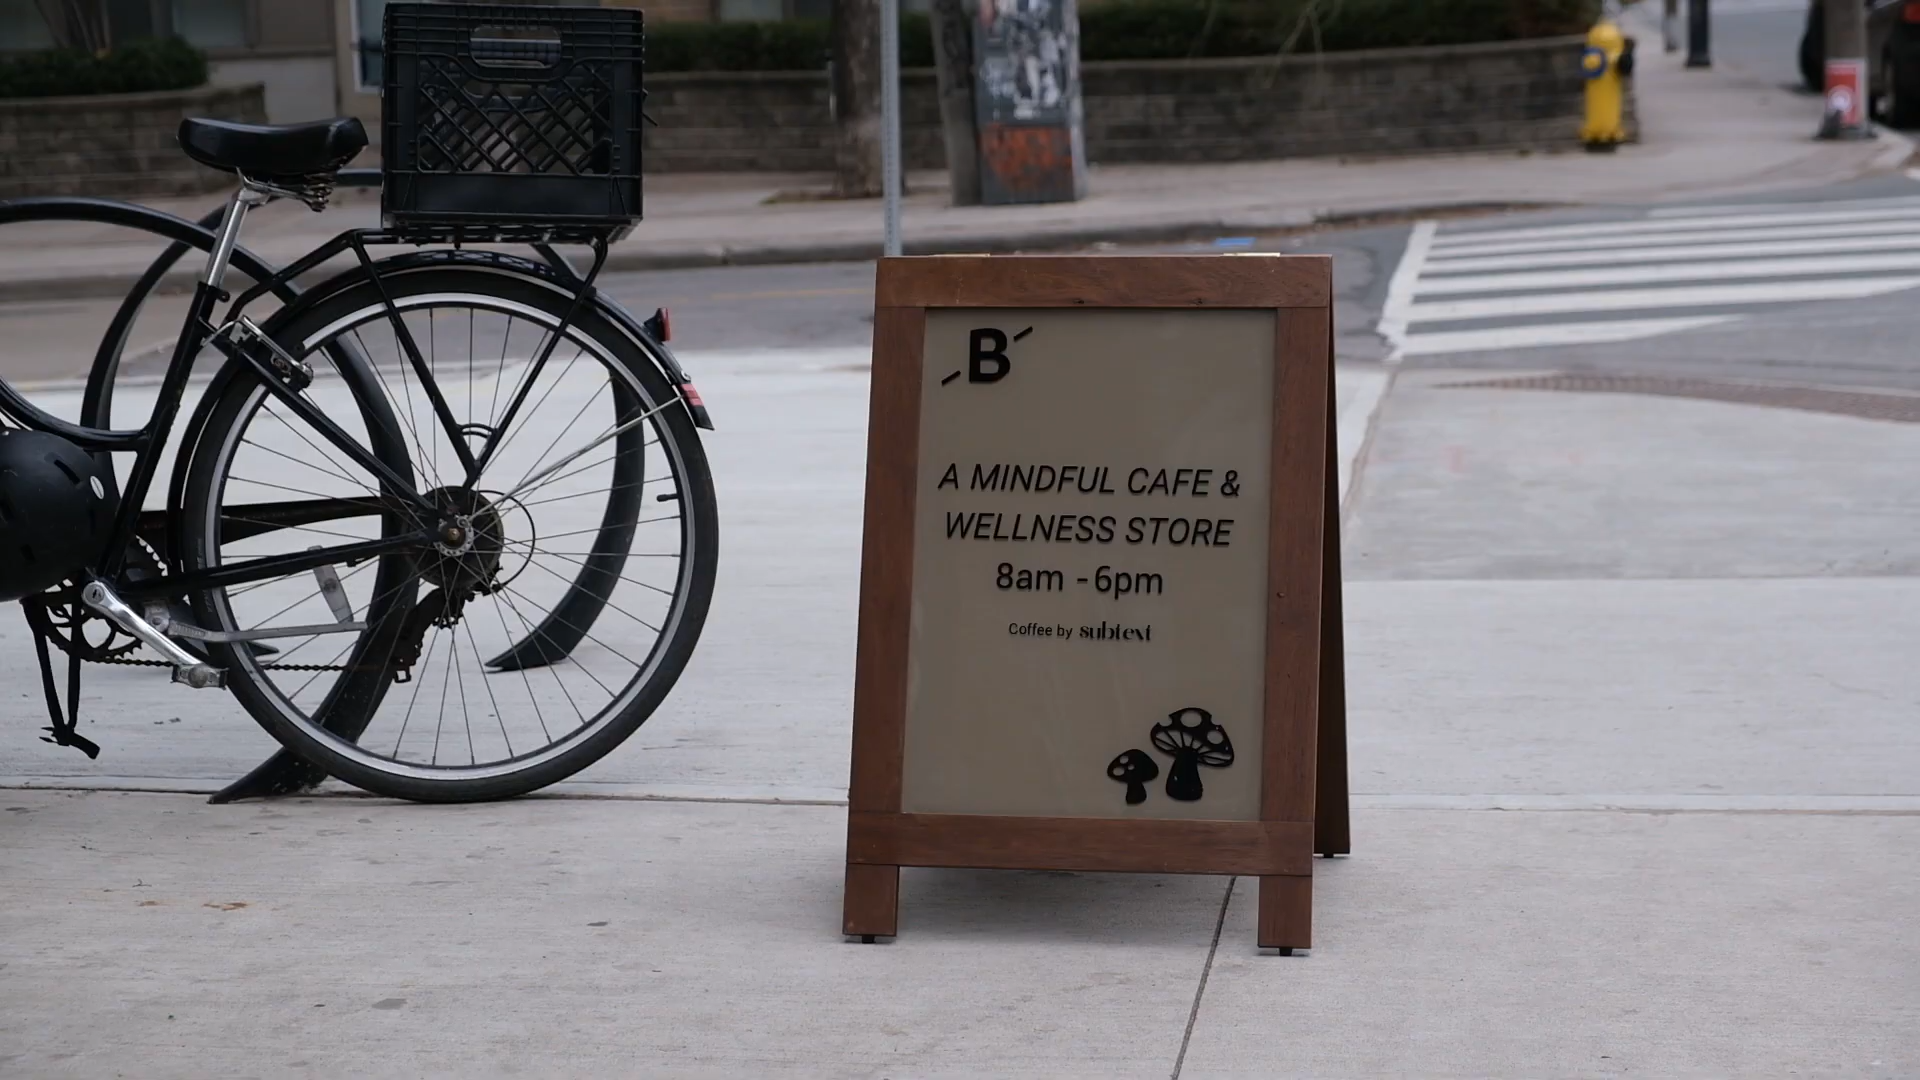 B
A MINDFUL CAFE &
WELLNESS STORE
8am - 6pm
Coffee by subtext